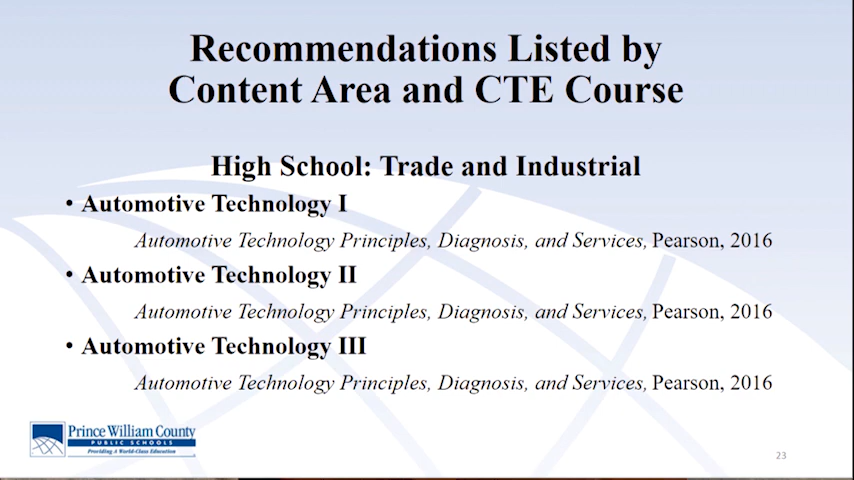 Recommendations Listed by
Content Area and CTE Course
High School: Trade and Industrial
• Automotive Technology I
Automotive Technology Principles, Diagnosis, and Services, Pearson, 2016
• Automotive Technology II
Automotive Technology Principles, Diagnosis, and Services, Pearson, 2016
• Automotive Technology III
Automotive Technology Principles, Diagnosis, and Services, Pearson, 2016
Prince William County
PUBLIC SCHOOLS
Providing A World-Class Education
23